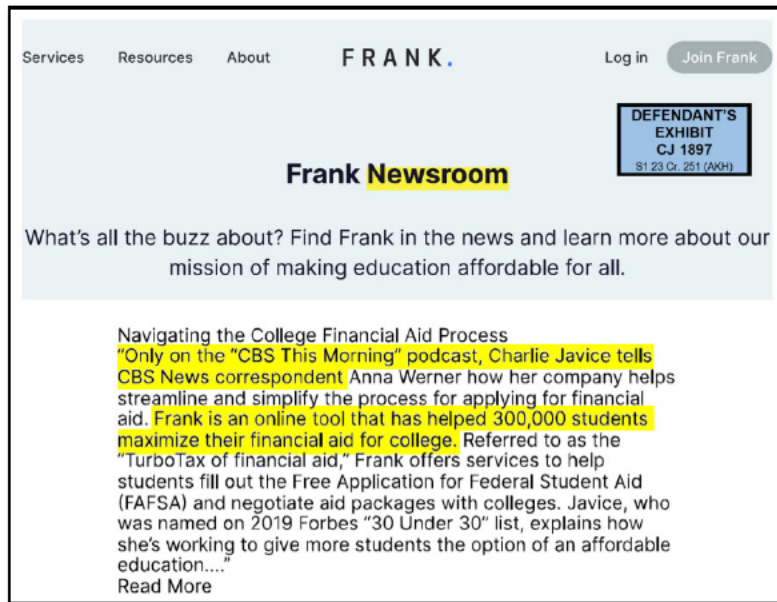 Services Resources About FRANK. Log in Join Frank
DEFENDANT'S
EXHIBIT
CJ 1897
S1 23 Cr. 251 (AKH)
Frank Newsroom
What's all the buzz about? Find Frank in the news and learn more about our
mission of making education affordable for all.
Navigating the College Financial Aid Process
“Only on the “CBS This Morning” podcast, Charlie Javice tells
CBS News correspondent Anna Werner how her company helps
streamline and simplify the process for applying for financial
aid. Frank is an online tool that has helped 300,000 students
maximize their financial aid for college. Referred to as the
“TurboTax of financial aid,” Frank offers services to help
students fill out the Free Application for Federal Student Aid
(FAFSA) and negotiate aid packages with colleges. Javice, who
was named on 2019 Forbes “30 Under 30” list, explains how
she's working to give more students the option of an affordable
education....”
Read More